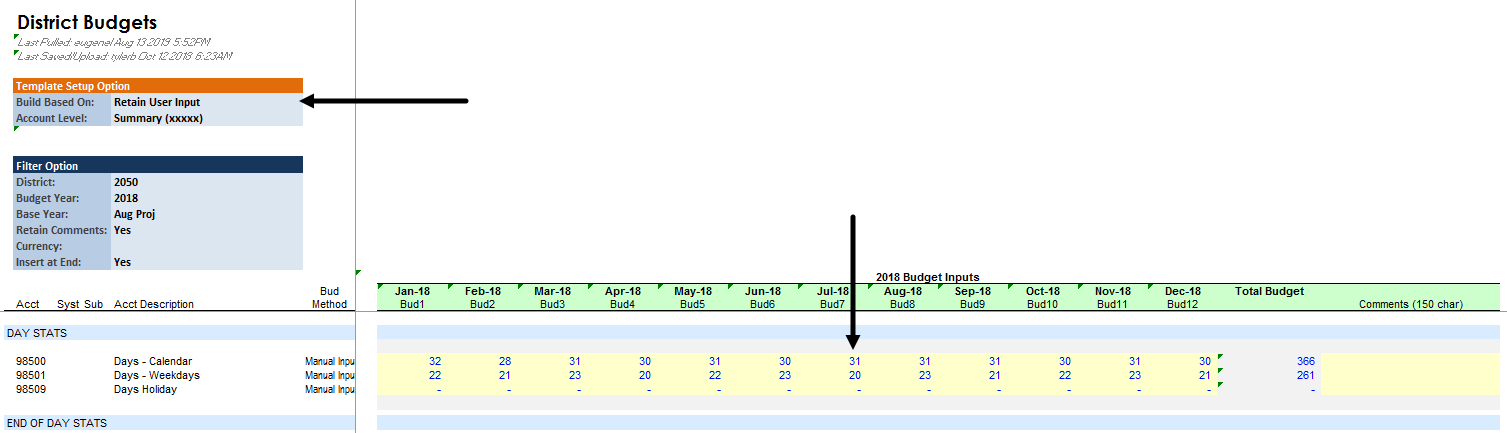 District Budgets
Last Pulled: eugenel Aug 13 2019 5:52PM
Last Saved/Upload: tylerb Oct 12 2018 6:23AM
Template Setup Option
Build Based On: Retain User Input
Account Level: Summary (xxxxx)
Filter Option
District: 2050
Budget Year: 2018
Base Year: Aug Proj
Retain Comments: Yes
Currency:
Insert at End: Yes
2018 Budget Inputs
Bud Jan-18 Feb-18 Mar-18 Apr-18 May-18 Jun-18 Jul-18 Aug-18 Sep-18 Oct-18 Nov-18 Dec-18 Total Budget
Acct Syst Sub Acct Description Method Bud1 Bud2 Bud3 Bud4 Bud5 Bud6 Bud7 Bud8 Bud9 Bud10 Bud11 Bud12 Comments (150 char)
DAY STATS
98500 Days - Calendar Manual Inpu 32 28 31 30 31 30 31 31 31 30 31 30 366
98501 Days - Weekdays Manual Inpu 22 21 23 20 22 23 20 23 21 22 23 21 261
98509 Days Holiday Manual Inpu - - - - - - - - - - - - -
END OF DAY STATS